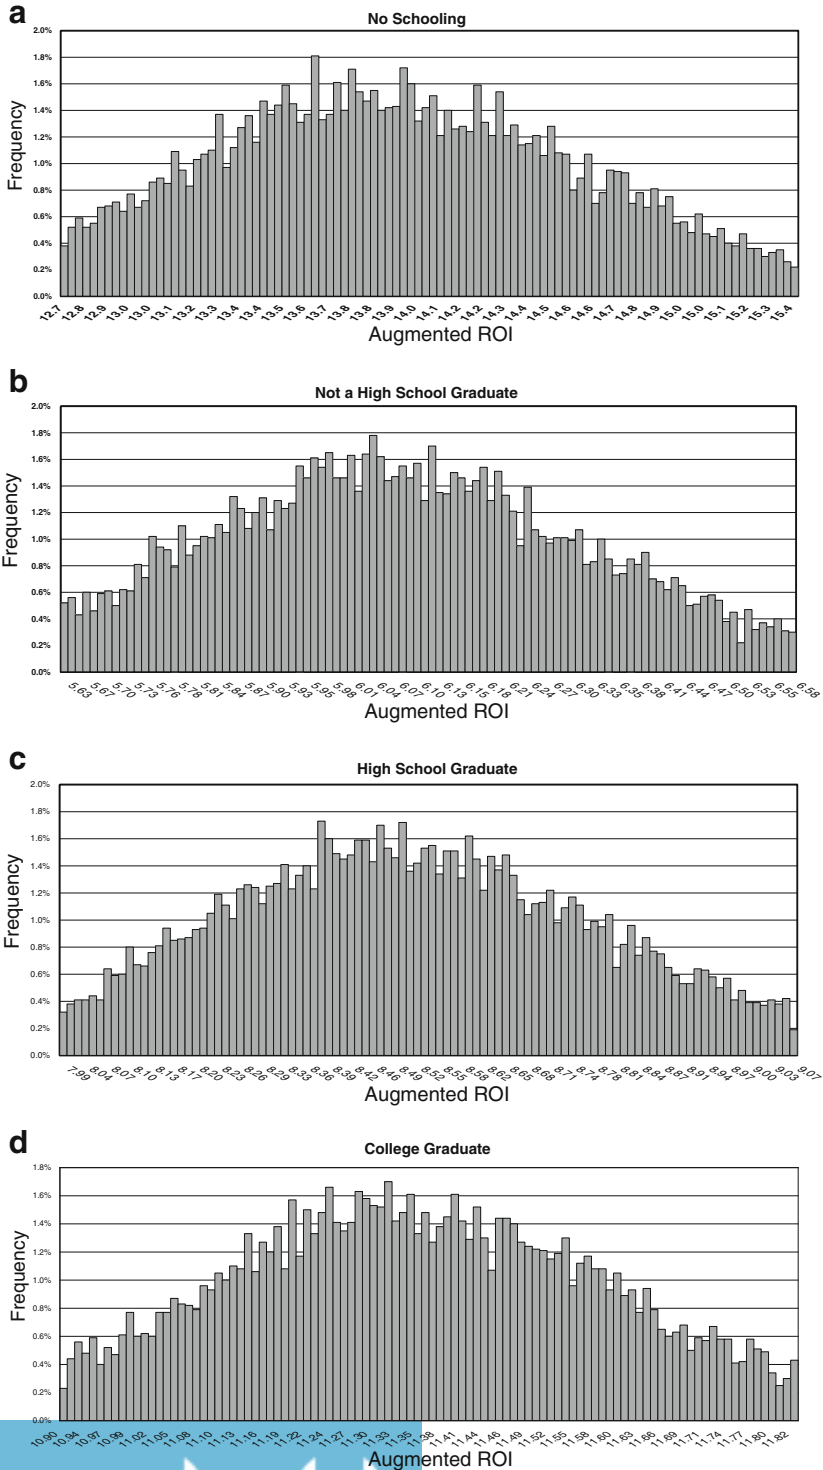 a
No Schooling
2.0%
1.8%
1.6%
1.4%
1.2%
1.0%
0.8%
0.6%
0.4%
0.2%
0.0%
Frequency
12.7 12.8 12.9 13.0 13.0 13.1 13.2 13.3 13.4 13.4 13.5 13.6 13.7 13.8 13.8 13.9 14.0 14.1 14.2 14.2 14.3 14.4 14.5 14.6 14.6 14.7 14.8 14.9 15.0 15.0 15.1 15.2 15.3 15.4
Augmented ROI
b
Not a High School Graduate
2.0%
1.8%
1.6%
1.4%
1.2%
1.0%
0.8%
0.6%
0.4%
0.2%
0.0%
Frequency
5.63 5.67 5.70 5.73 5.76 5.78 5.81 5.84 5.87 5.90 5.93 5.95 5.98 6.01 6.04 6.07 6.10 6.13 6.15 6.18 6.21 6.24 6.27 6.30 6.33 6.35 6.38 6.41 6.44 6.47 6.50 6.53 6.55 6.58
Augmented ROI
c
High School Graduate
2.0%
1.8%
1.6%
1.4%
1.2%
1.0%
0.8%
0.6%
0.4%
0.2%
0.0%
Frequency
7.99 8.04 8.07 8.10 8.13 8.17 8.20 8.23 8.26 8.29 8.33 8.36 8.39 8.42 8.46 8.49 8.52 8.55 8.58 8.62 8.65 8.68 8.71 8.74 8.78 8.81 8.84 8.87 8.91 8.94 8.97 9.00 9.03 9.07
Augmented ROI
d
College Graduate
1.8%
1.6%
1.4%
1.2%
1.0%
0.8%
0.6%
0.4%
0.2%
0.0%
Frequency
10.90 10.94 10.97 10.99 11.02 11.05 11.08 11.10 11.13 11.16 11.19 11.22 11.24 11.27 11.30 11.33 11.35 11.38 11.41 11.44 11.46 11.49 11.52 11.55 11.58 11.60 11.63 11.66 11.69 11.71 11.74 11.77 11.80 11.82
Augmented ROI